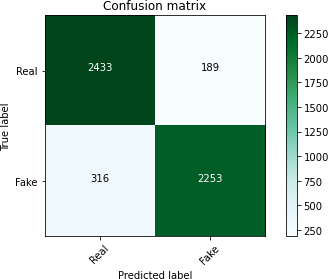 Confusion matrix
True label
Real
Fake
2433
189
316
2253
Real
Fake
Predicted label
2250
2000
1750
1500
1250
1000
750
500
250